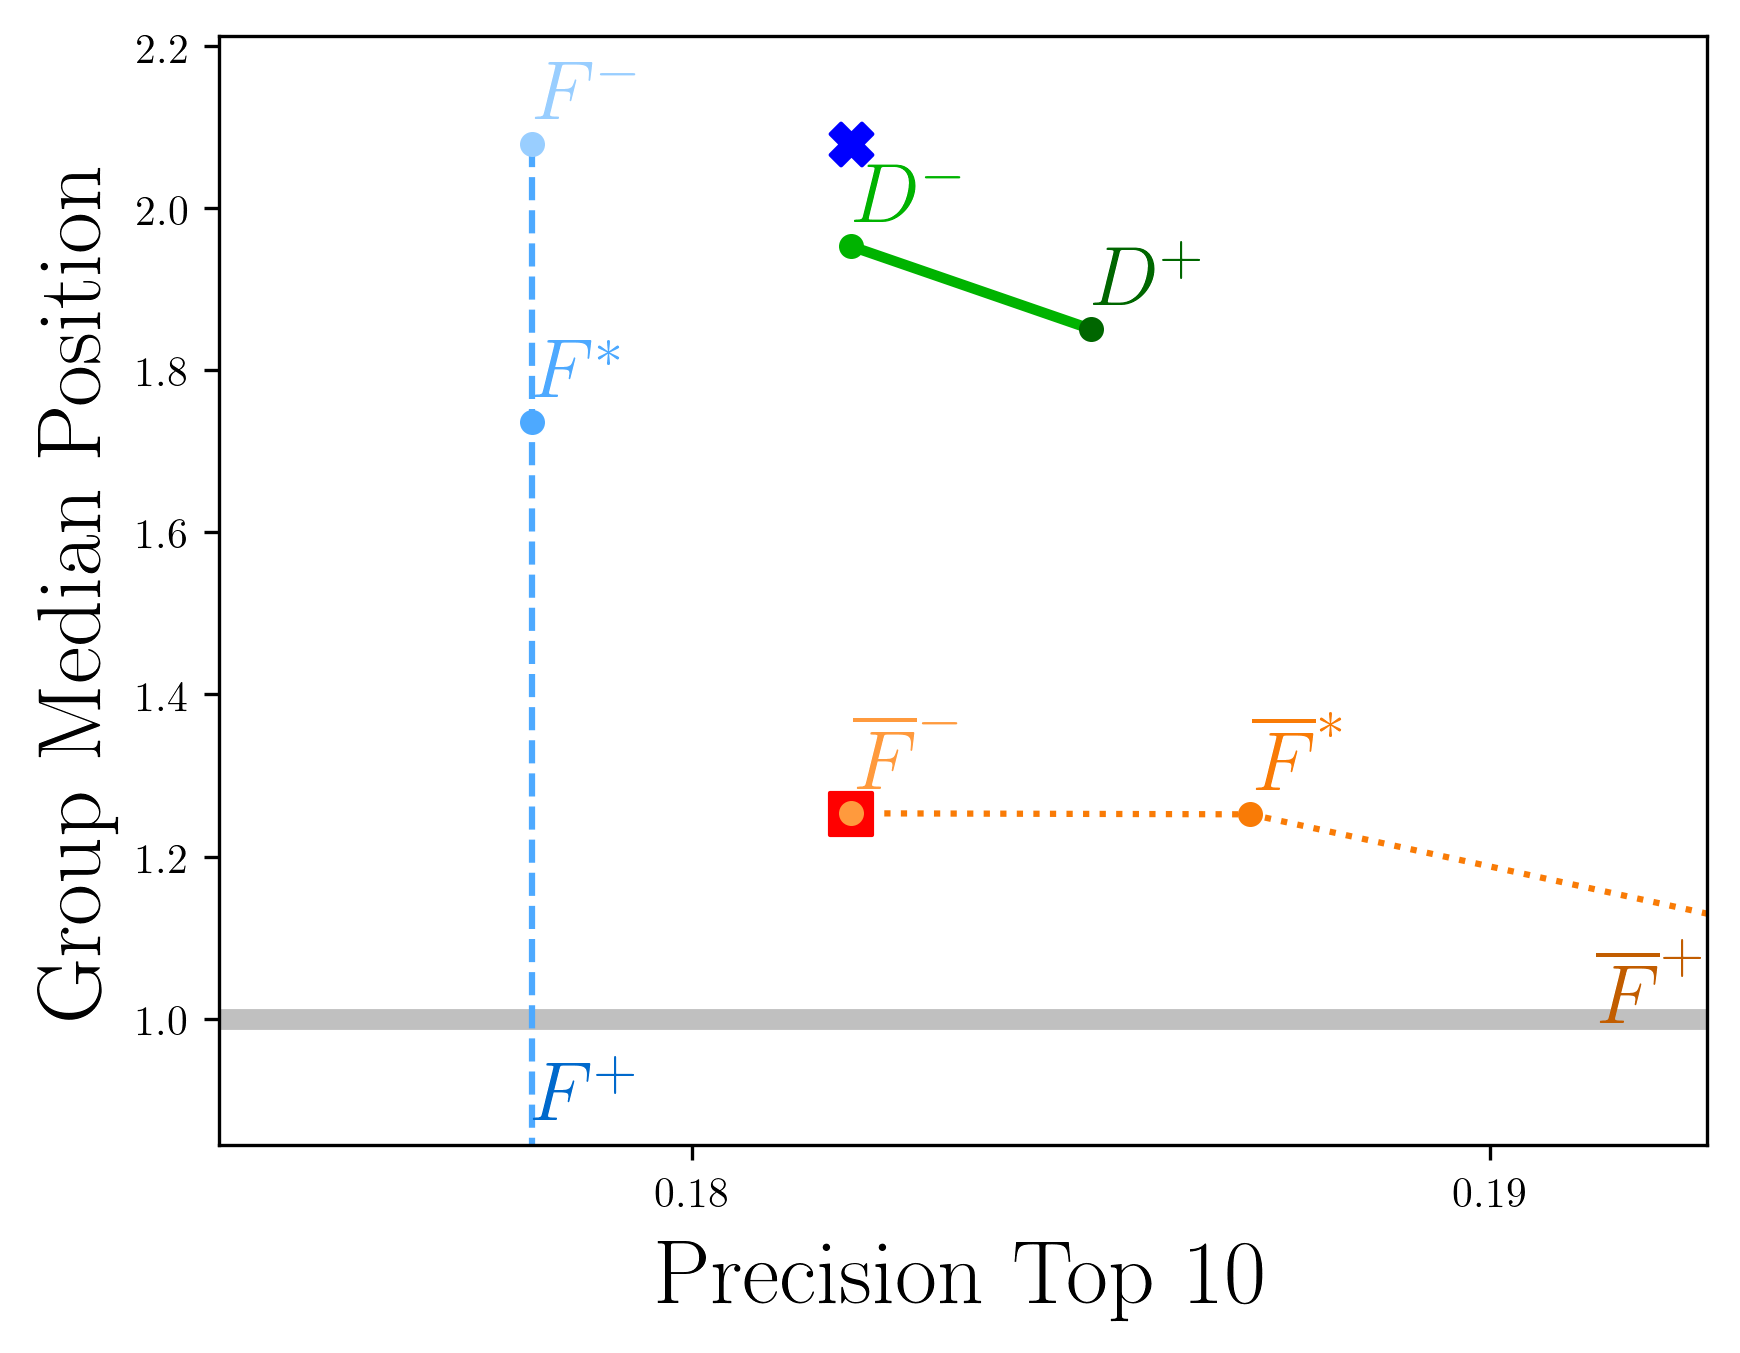 2.2
2.0
1.8
1.6
1.4
1.2
1.0
Group Median Position
F⁻
D⁻
D⁺
F*
F̅⁻
F̅*
F̅⁺
F⁺
0.18
0.19
Precision Top 10